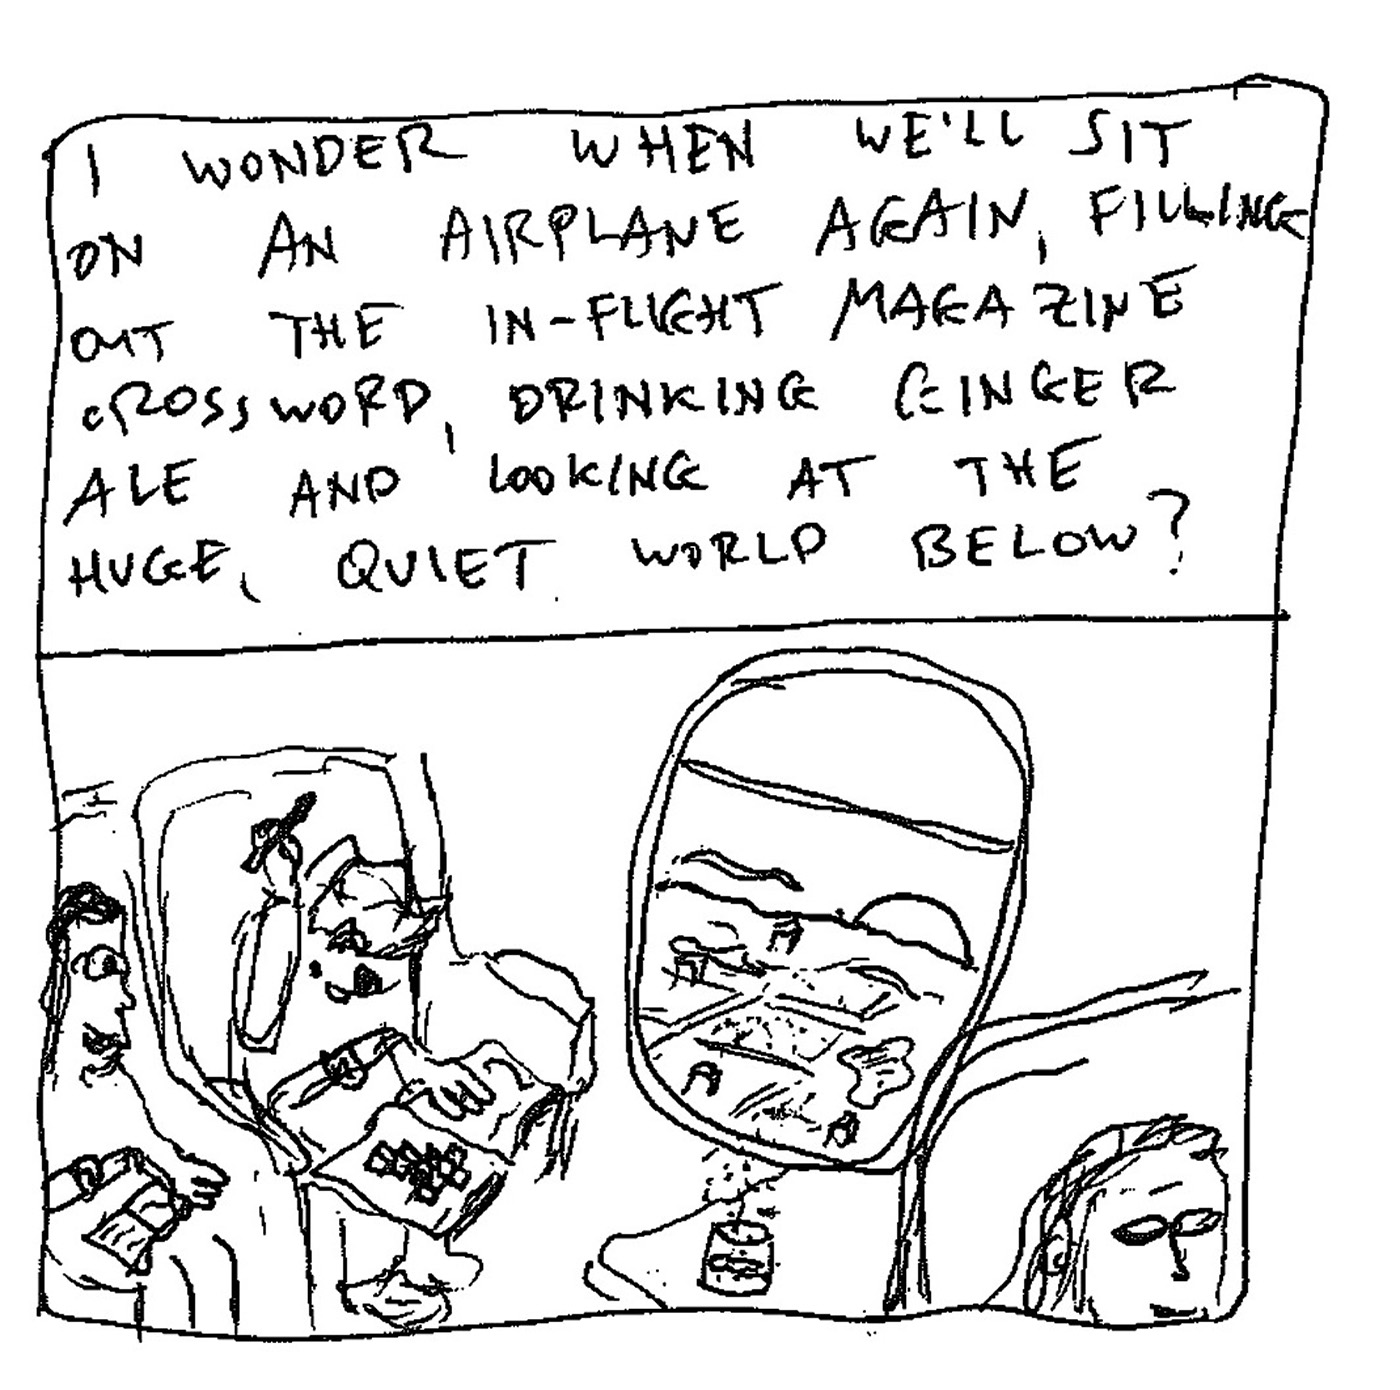 I WONDER WHEN WE'LL SIT
ON AN AIRPLANE AGAIN, FILLING
OUT THE IN-FLIGHT MAGAZINE
CROSSWORD, DRINKING GINGER
ALE AND LOOKING AT THE
HUGE, QUIET WORLD BELOW?